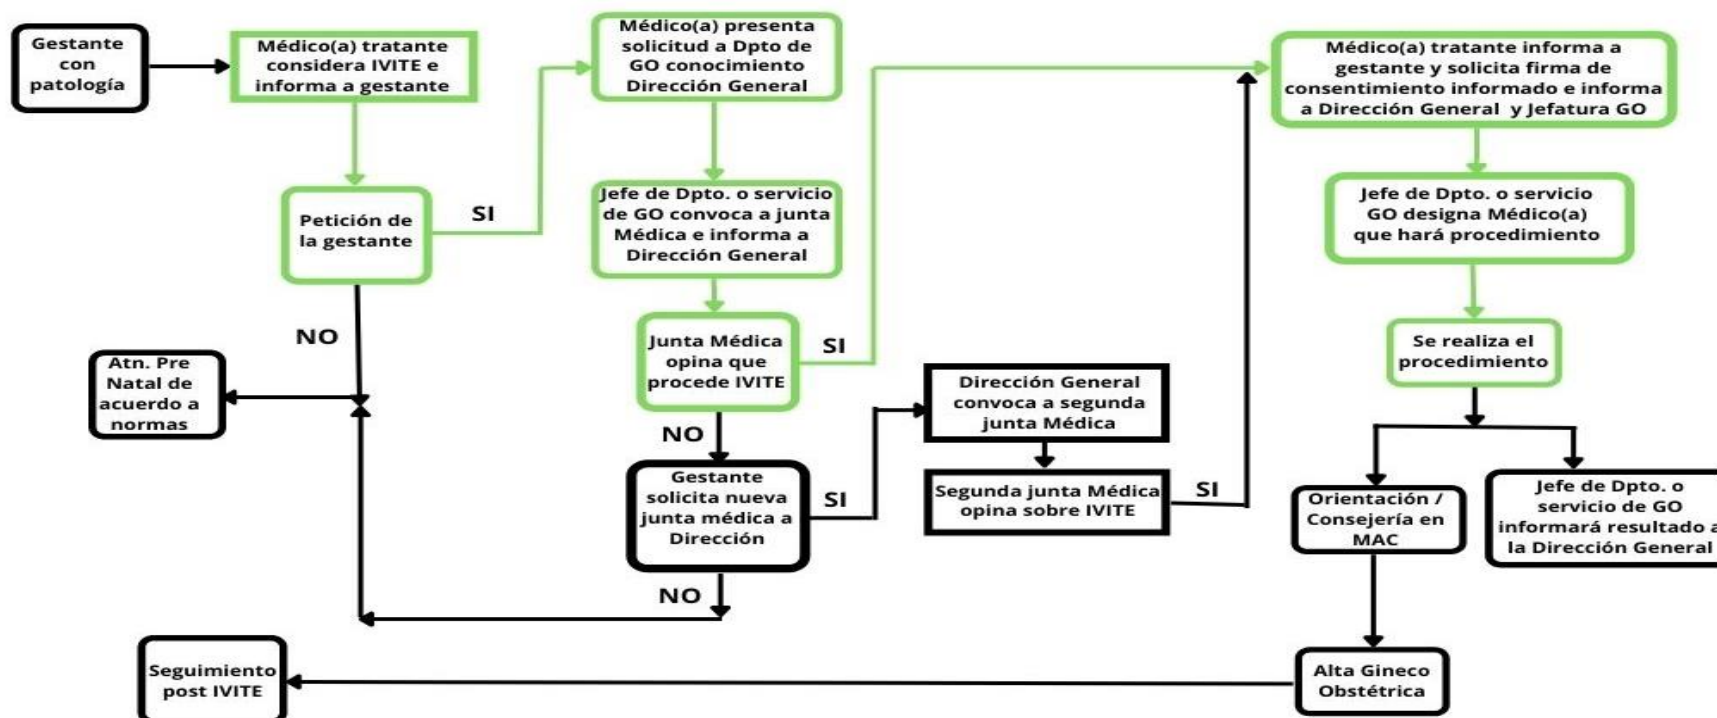 Gestante
con
patología
Médico(a) tratante
considera IVITE e
informa a gestante
Petición de
la gestante
SI
NO
Atn. Pre
Natal de
acuerdo a
normas
Médico(a) presenta
solicitud a Dpto de
GO conocimiento
Dirección General
Jefe de Dpto. o servicio
de GO convoca a junta
Médica e informa a
Dirección General
Junta Médica
opina que
procede IVITE
SI
NO
Gestante
solicita nueva
junta médica a
Dirección
SI
NO
Dirección General
convoca a segunda
junta Médica
Segunda junta Médica
opina sobre IVITE
SI
Médico(a) tratante informa a
gestante y solicita firma de
consentimiento informado e informa
a Dirección General y Jefatura GO
Jefe de Dpto. o servicio
GO designa Médico(a)
que hará procedimiento
Se realiza el
procedimiento
Orientación /
Consejería en
MAC
Jefe de Dpto. o
servicio de GO
informará resultado a
la Dirección General
Alta Gineco
Obstétrica
Seguimiento
post IVITE